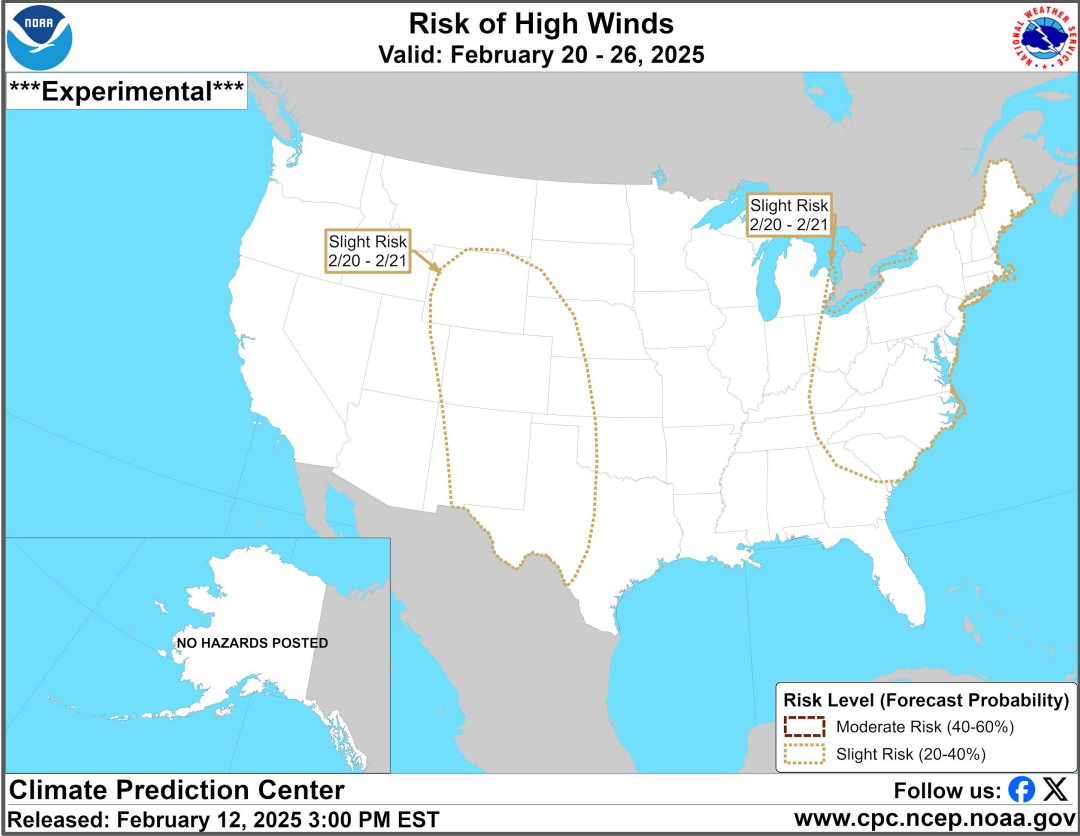 NOAA
Risk of High Winds
Valid: February 20 - 26, 2025
NATIONAL WEATHER SERVICE
***Experimental***
Slight Risk
2/20 - 2/21
Slight Risk
2/20 - 2/21
NO HAZARDS POSTED
Risk Level (Forecast Probability)
Moderate Risk (40-60%)
Slight Risk (20-40%)
Climate Prediction Center
Follow us:
Released: February 12, 2025 3:00 PM EST
www.cpc.ncep.noaa.gov